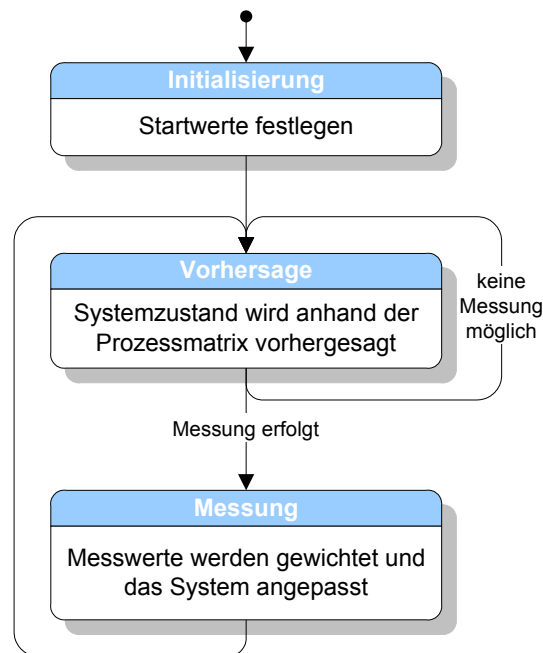 Initialisierung
Startwerte festlegen
Vorhersage
Systemzustand wird anhand der
Prozessmatrix vorhergesagt
keine
Messung
möglich
Messung erfolgt
Messung
Messwerte werden gewichtet und
das System angepasst